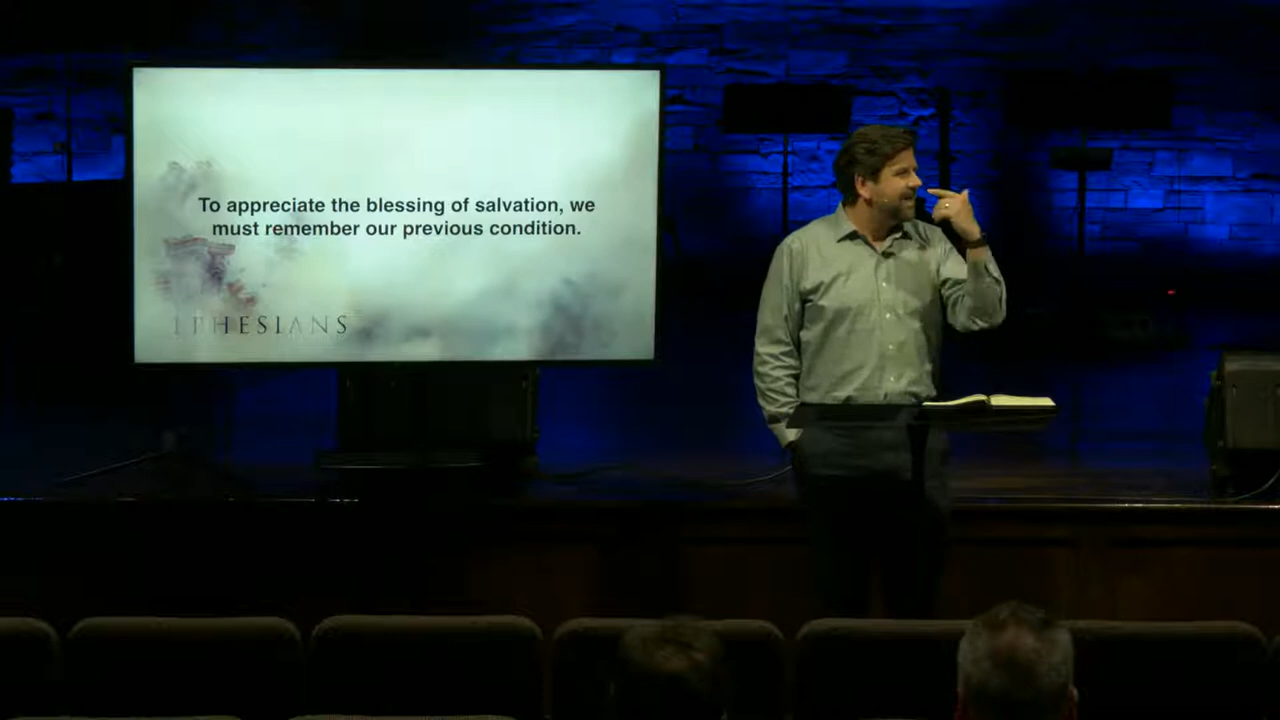 To appreciate the blessing of salvation, we
must remember our previous condition.
EPHESIANS